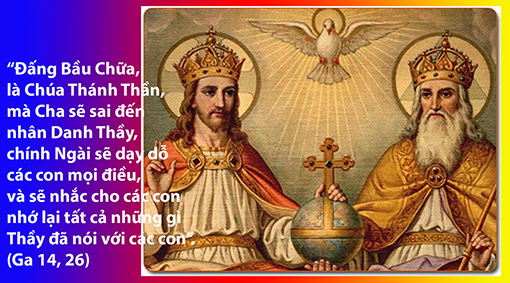 “Đấng Bầu Chữa,
là Chúa Thánh Thần,
mà Cha sẽ sai đến
nhân Danh Thầy,
chính Ngài sẽ dạy dỗ
các con mọi điều,
và sẽ nhắc cho các con
nhớ lại tất cả những gì
Thầy đã nói với các con”.
(Ga 14, 26)